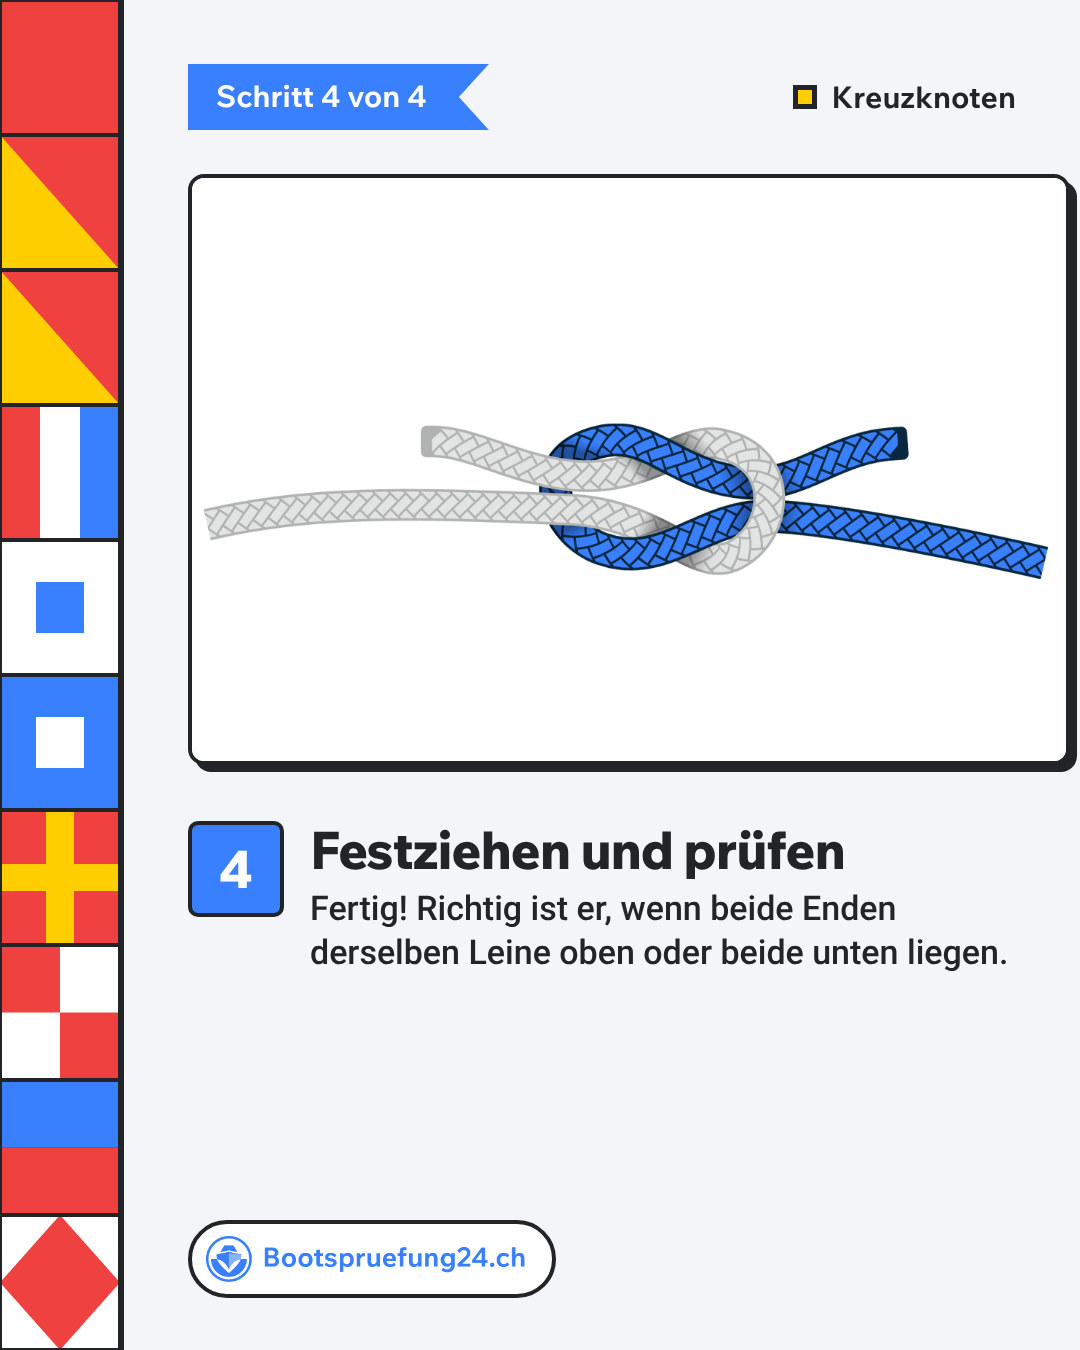 Schritt 4 von 4
Kreuzknoten
4
Festziehen und prüfen
Fertig! Richtig ist er, wenn beide Enden
derselben Leine oben oder beide unten liegen.
Bootspruefung24.ch